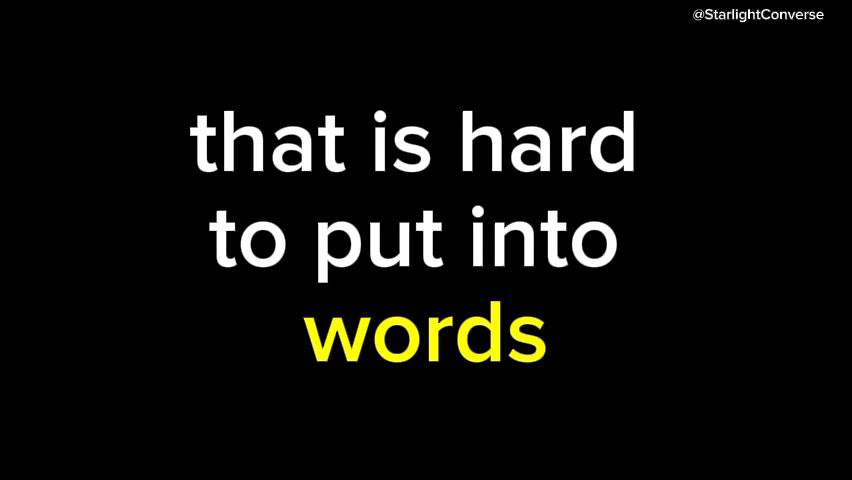 @StarlightConverse
that is hard
to put into
words